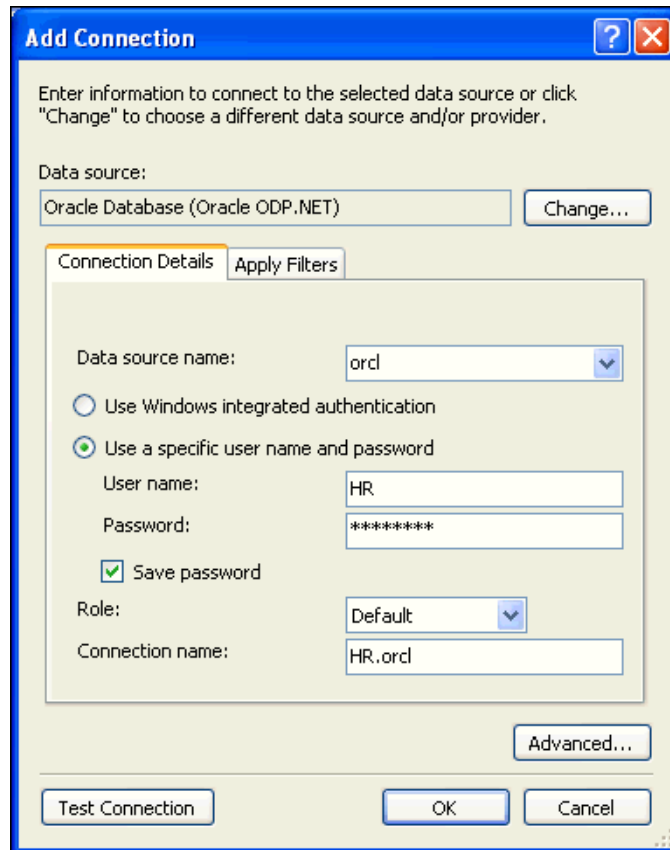 Add Connection
Enter information to connect to the selected data source or click
"Change" to choose a different data source and/or provider.
Data source:
Oracle Database (Oracle ODP.NET)
Change...
Connection Details
Apply Filters
Data source name:
orcl
Use Windows integrated authentication
Use a specific user name and password
User name:
HR
Password:
********
Save password
Role:
Default
Connection name:
HR.orcl
Advanced...
Test Connection
OK
Cancel